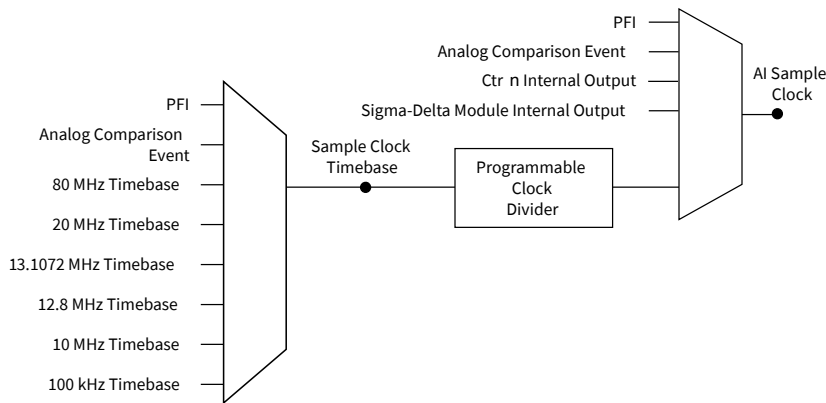 PFI
Analog Comparison Event
Ctr n Internal Output
Sigma-Delta Module Internal Output
AI Sample
Clock
PFI
Analog Comparison
Event
80 MHz Timebase
20 MHz Timebase
13.1072 MHz Timebase
12.8 MHz Timebase
10 MHz Timebase
100 kHz Timebase
Sample Clock
Timebase
Programmable
Clock
Divider